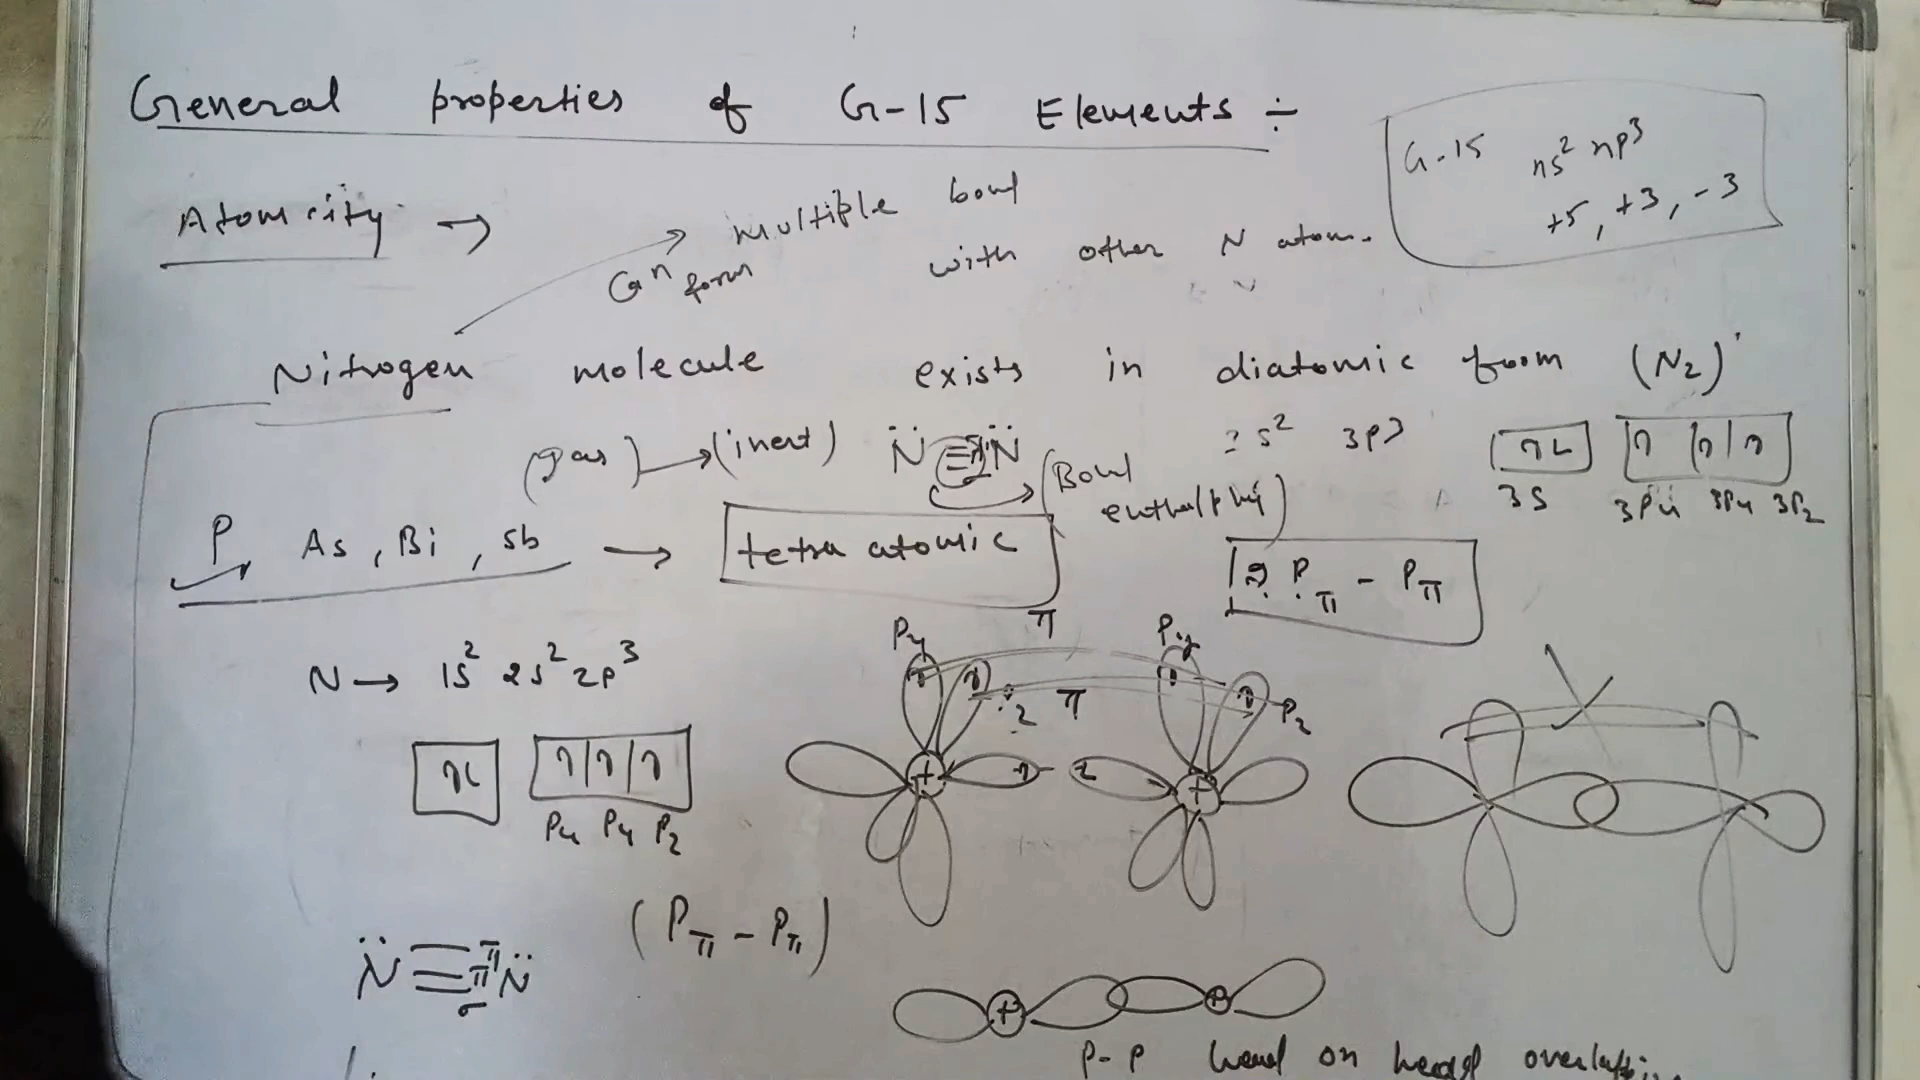 General properties of G-15 Elements ÷
G-15 ns² np³
+5, +3, -3
Atomicity →
multiple bond
form with other N atom.
Nitrogen molecule exists in diatomic form (N₂)
(gas) → (inert) N̈ ≡ N̈
(Bond enthalpy)
3s² 3p³
3s 3px 3py 3pz
P As, Bi, Sb → tetra atomic
2 Pπ - Pπ
N → 1s² 2s² 2p³
Px Py Pz
Py π Py
π Pz
N̈ ≡ N̈ π π σ
(Pπ - Pπ)
P-P head on head